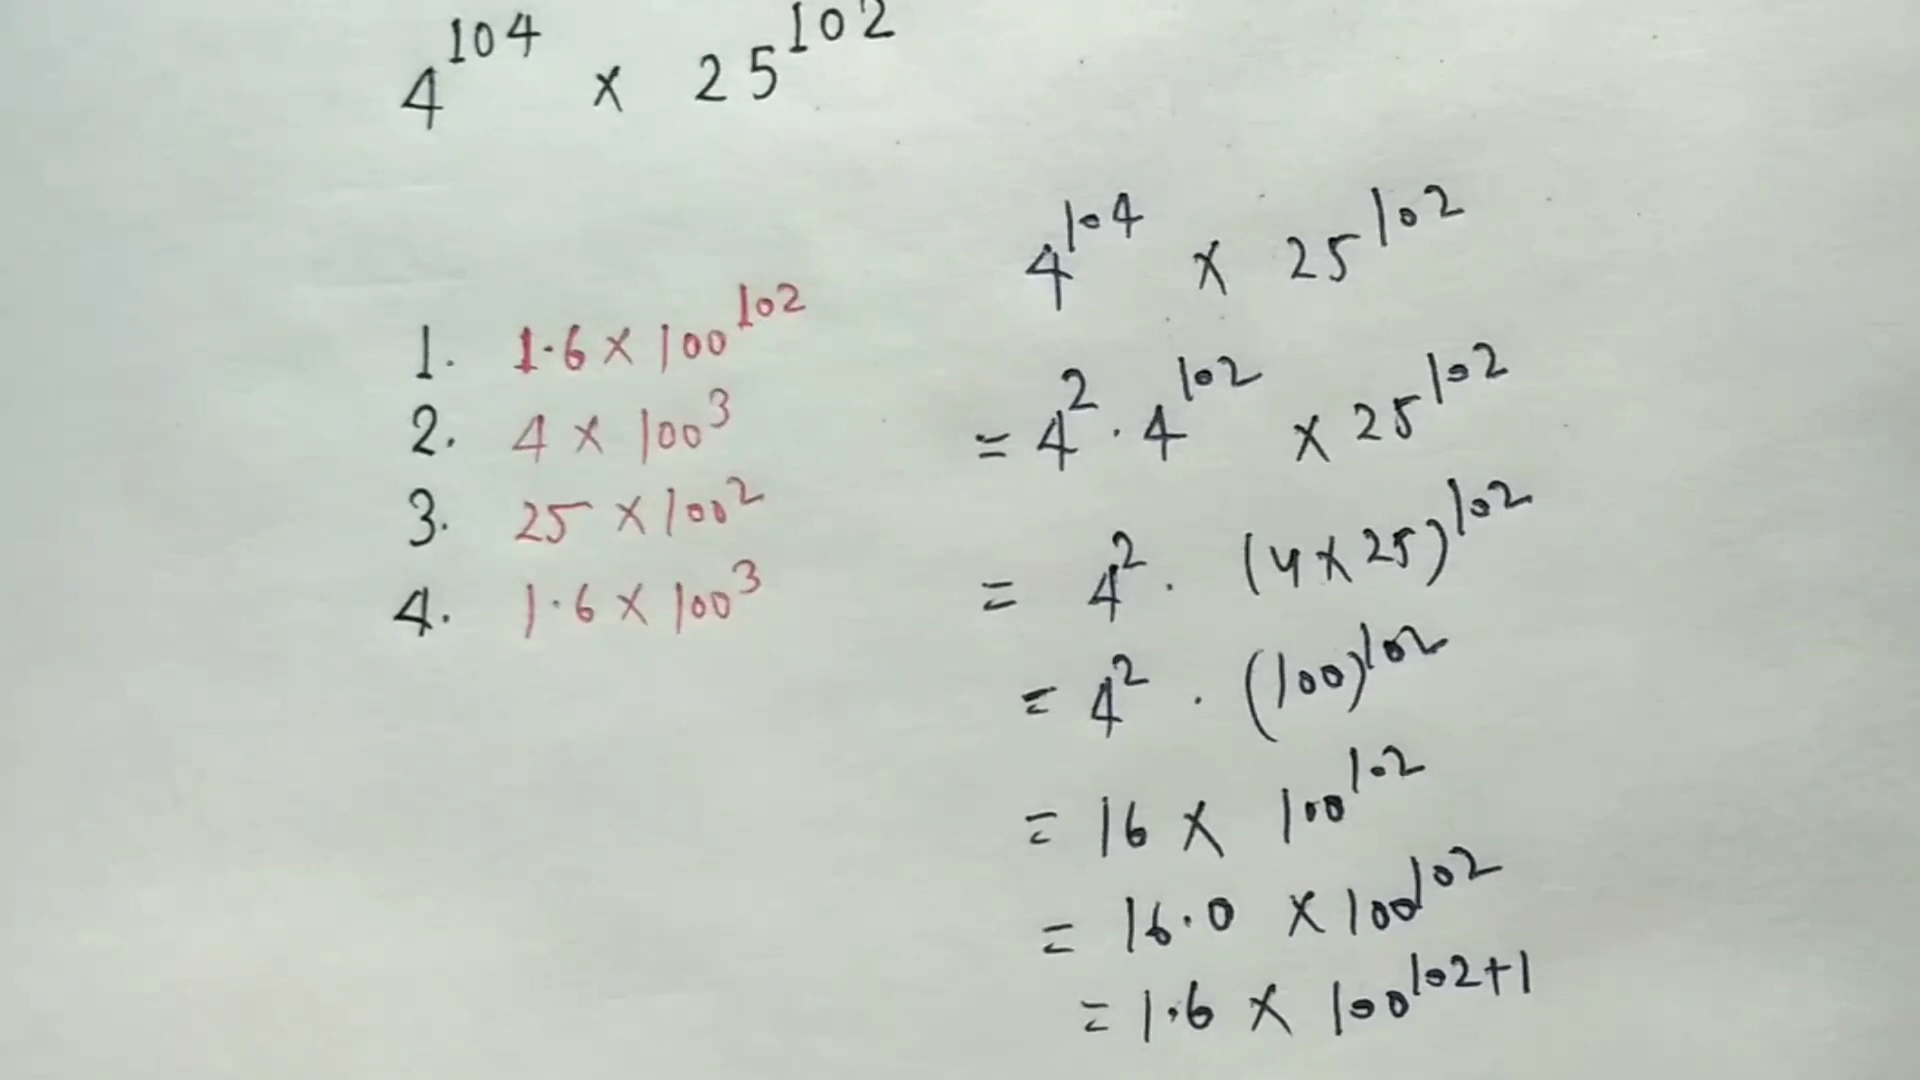 4^104 x 25^102
1. 1.6 x 100^102
2. 4 x 100^3
3. 25 x 100^2
4. 1.6 x 100^3
4^104 x 25^102
= 4^2 . 4^102 x 25^102
= 4^2 . (4 x 25)^102
= 4^2 . (100)^102
= 16 x 100^102
= 16.0 x 100^102
= 1.6 x 100^102+1